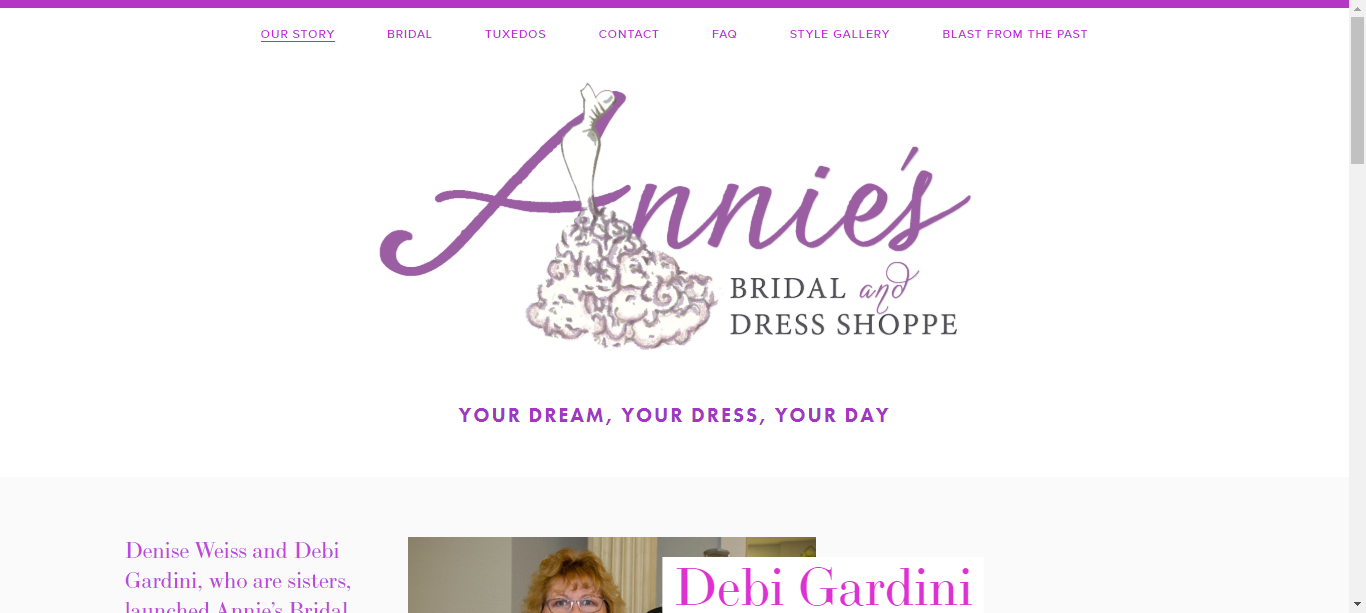 OUR STORY BRIDAL TUXEDOS CONTACT FAQ STYLE GALLERY BLAST FROM THE PAST
Annie's
BRIDAL and
DRESS SHOPPE
YOUR DREAM, YOUR DRESS, YOUR DAY
Denise Weiss and Debi
Gardini, who are sisters,
launched Annie's Bridal
Debi Gardini